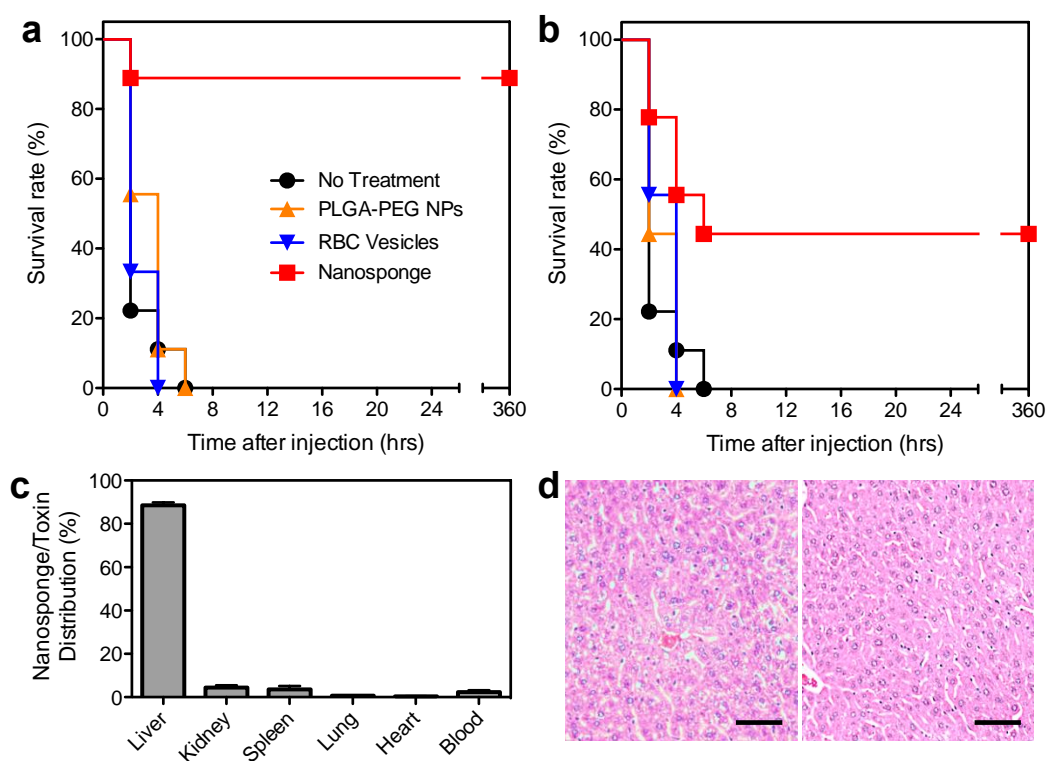 a
100
80
60
40
20
0
Survival rate (%)
0 4 8 12 16 20 24 360
Time after injection (hrs)
No Treatment
PLGA-PEG NPs
RBC Vesicles
Nanosponge
b
100
80
60
40
20
0
Survival rate (%)
0 4 8 12 16 20 24 360
Time after injection (hrs)
c
100
80
60
40
20
0
Nanosponge/Toxin
Distribution (%)
Liver
Kidney
Spleen
Lung
Heart
Blood
d